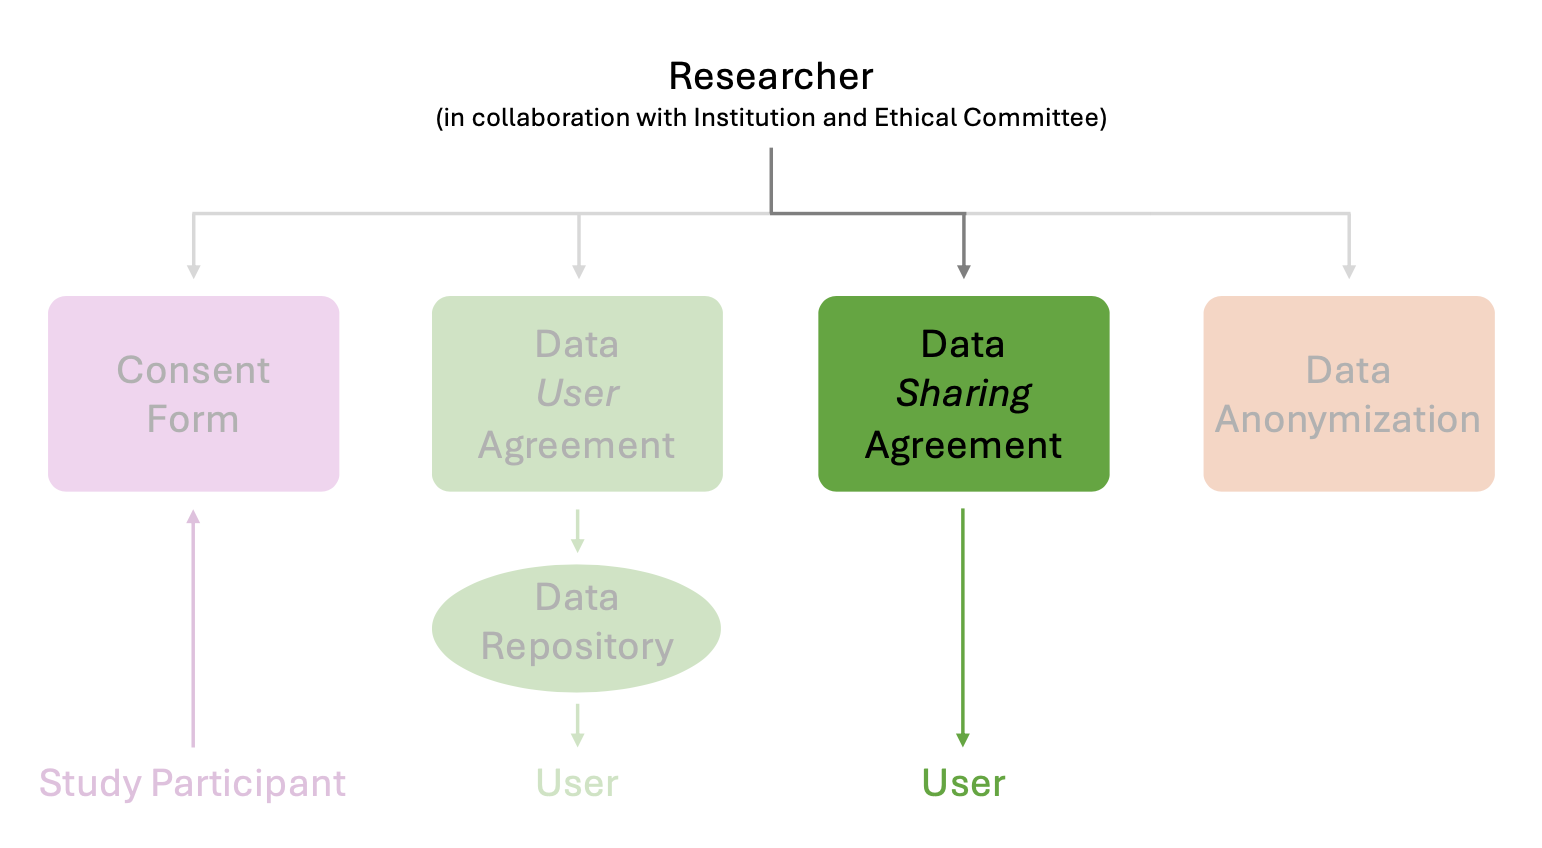 Researcher
(in collaboration with Institution and Ethical Committee)
Consent
Form
Data
User
Agreement
Data
Sharing
Agreement
Data
Anonymization
Data
Repository
Study Participant
User
User